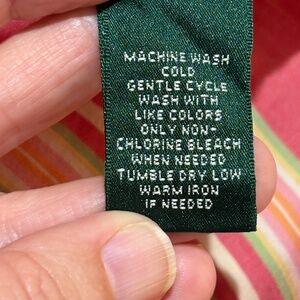 MACHINE WASH
COLD
GENTLE CYCLE
WASH WITH
LIKE COLORS
ONLY NON-
CHLORINE BLEACH
WHEN NEEDED
TUMBLE DRY LOW
WARM IRON
IF NEEDED